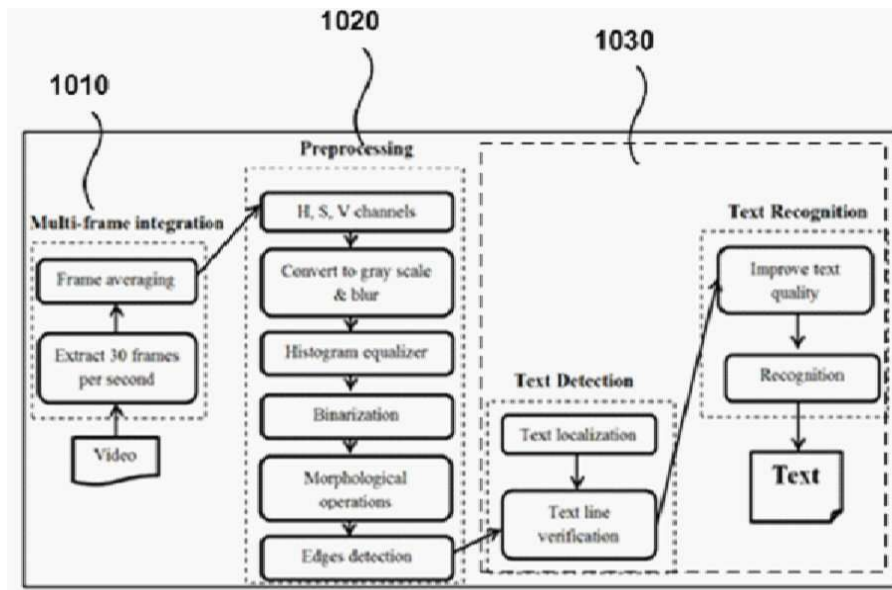 1010
1020
1030
Multi-frame integration
Frame averaging
Extract 30 frames
per second
Video
Preprocessing
H, S, V channels
Convert to gray scale
& blur
Histogram equalizer
Binarization
Morphological
operations
Edges detection
Text Detection
Text localization
Text line
verification
Text Recognition
Improve text
quality
Recognition
Text